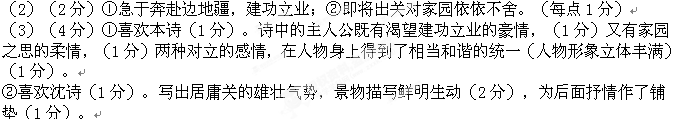 （2）（2分）①急于奔赴边地疆，建功立业；②即将出关对家园依依不舍。（每点1分）↵
（3）（4分）①喜欢本诗（1分）。诗中的主人公既有渴望建功立业的豪情，（1分）又有家园
之思的柔情，（1分）两种对立的感情，在人物身上得到了相当和谐的统一（人物形象立体丰满）
（1分）。↵
②喜欢沈诗（1分）。写出居庸关的雄壮气势，景物描写鲜明生动（2分），为后面抒情作了铺
垫（1分）。↵